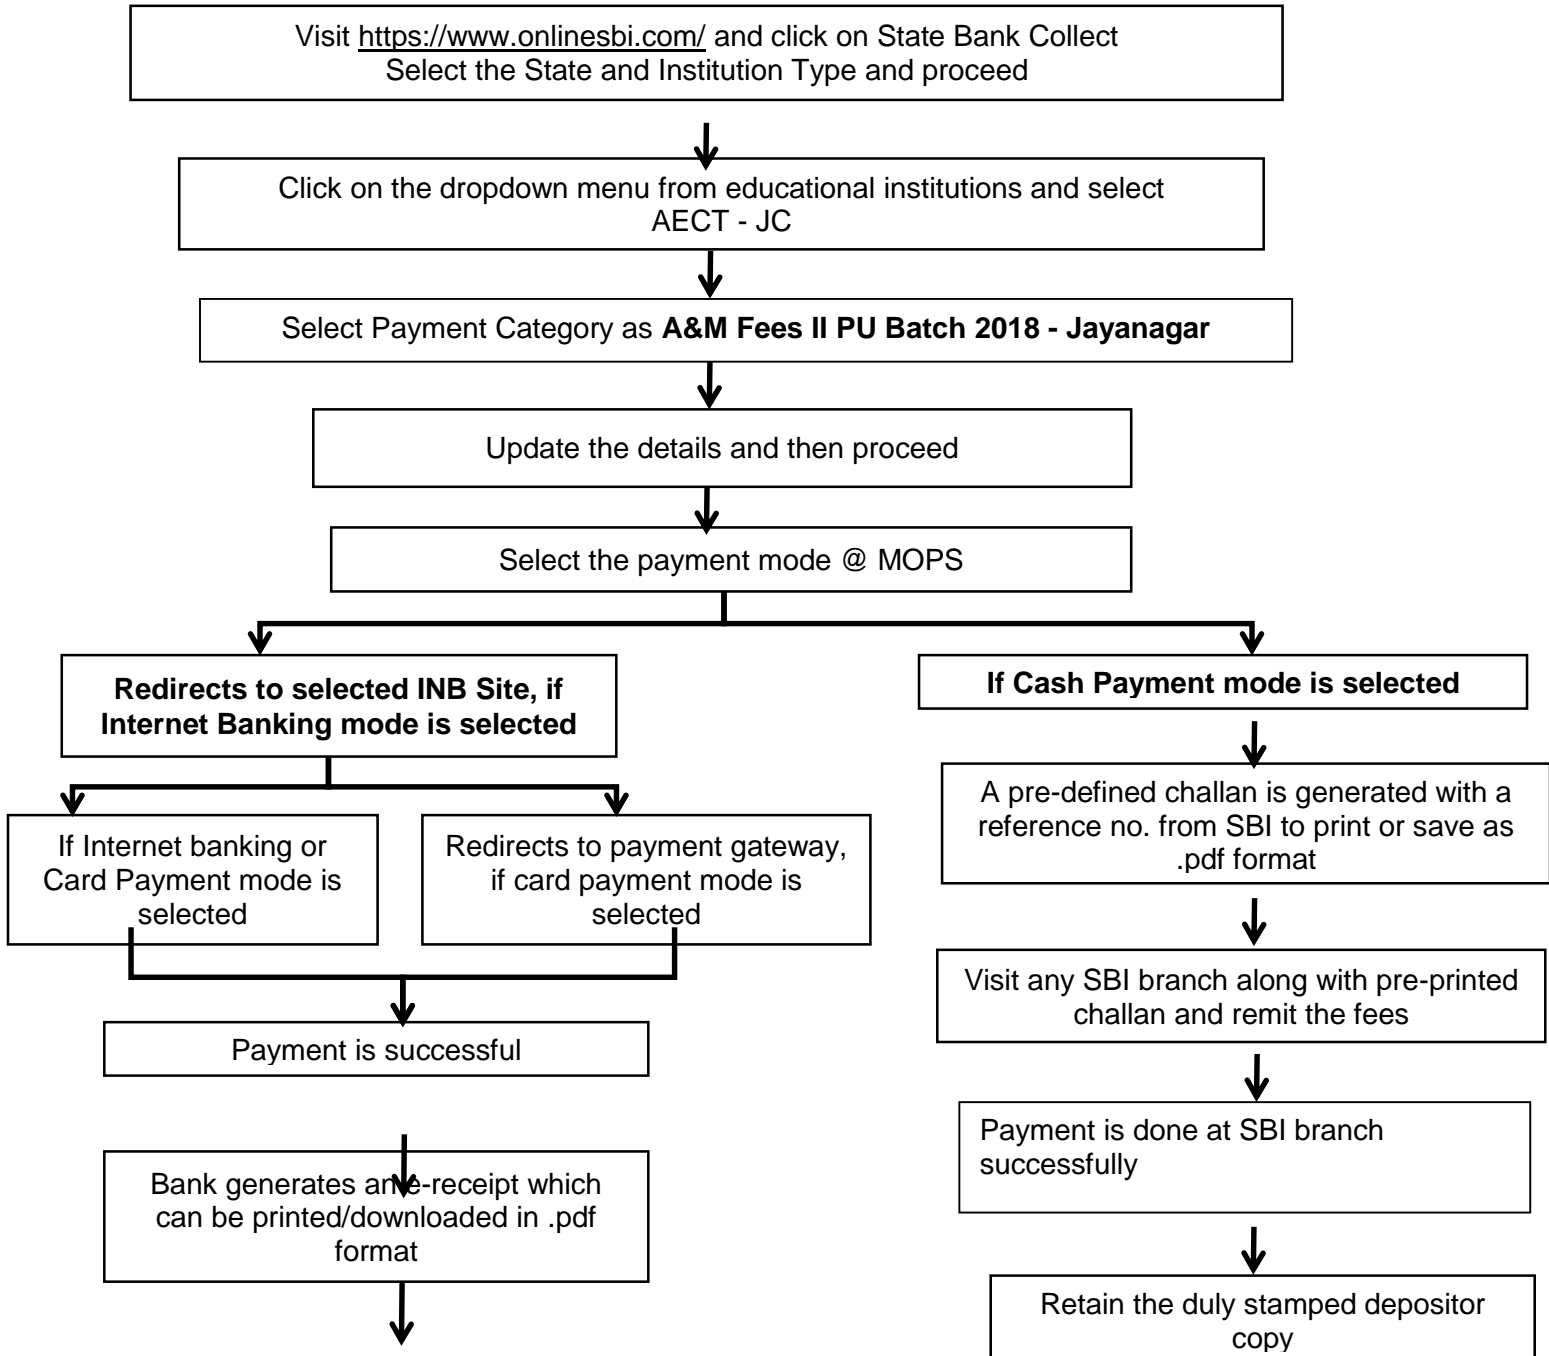 Visit https://www.onlinesbi.com/ and click on State Bank Collect
Select the State and Institution Type and proceed
Click on the dropdown menu from educational institutions and select
AECT - JC
Select Payment Category as A&M Fees II PU Batch 2018 - Jayanagar
Update the details and then proceed
Select the payment mode @ MOPS
Redirects to selected INB Site, if
Internet Banking mode is selected
If Internet banking or
Card Payment mode is
selected
Redirects to payment gateway,
if card payment mode is
selected
Payment is successful
Bank generates an e-receipt which
can be printed/downloaded in .pdf
format
If Cash Payment mode is selected
A pre-defined challan is generated with a
reference no. from SBI to print or save as
.pdf format
Visit any SBI branch along with pre-printed
challan and remit the fees
Payment is done at SBI branch
successfully
Retain the duly stamped depositor
copy